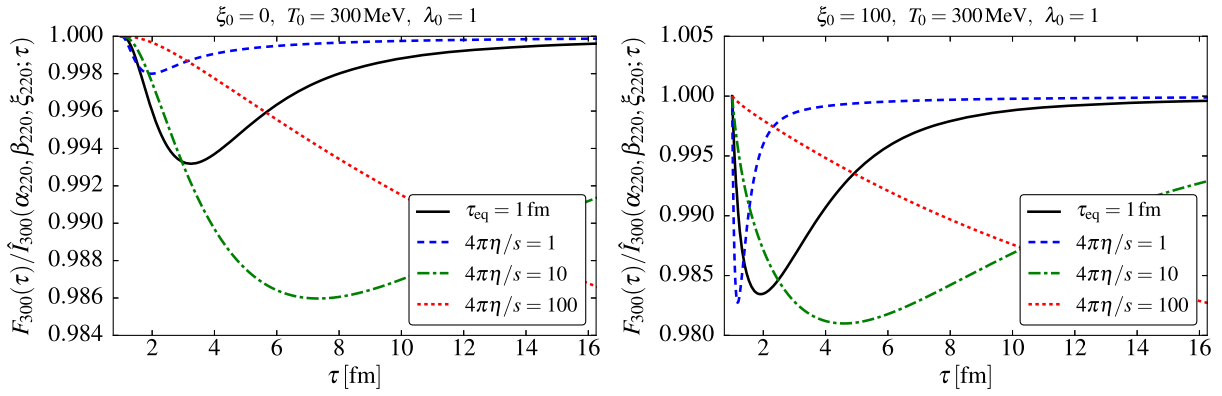 ξ₀ = 0, T₀ = 300 MeV, λ₀ = 1
F₃₀₀(τ)/Î₃₀₀(α₂₂₀, β₂₂₀, ξ₂₂₀; τ)
1.000
0.998
0.996
0.994
0.992
0.990
0.988
0.986
0.984
τ_eq = 1 fm
4πη/s = 1
4πη/s = 10
4πη/s = 100
2 4 6 8 10 12 14 16
τ [fm]
ξ₀ = 100, T₀ = 300 MeV, λ₀ = 1
F₃₀₀(τ)/Î₃₀₀(α₂₂₀, β₂₂₀, ξ₂₂₀; τ)
1.005
1.000
0.995
0.990
0.985
0.980
τ_eq = 1 fm
4πη/s = 1
4πη/s = 10
4πη/s = 100
2 4 6 8 10 12 14 16
τ [fm]